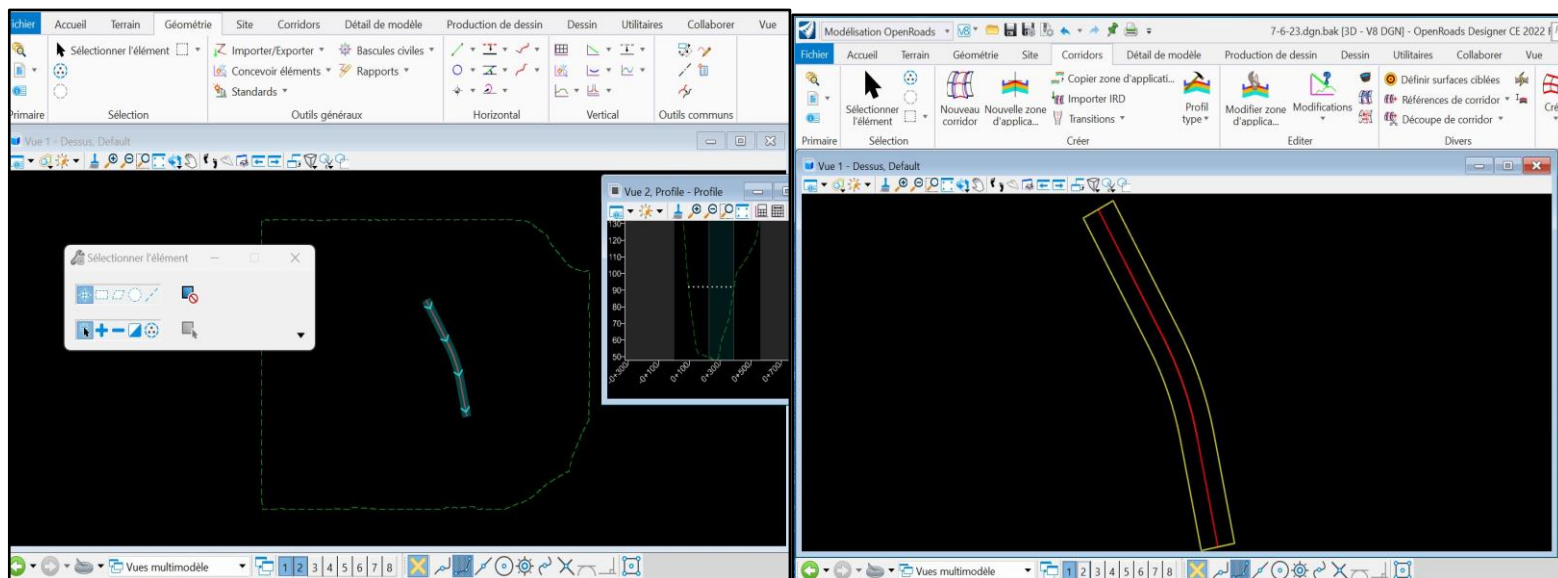 ichier Accueil Terrain Géométrie Site Corridors Détail de modèle Production de dessin Dessin Utilitaires Collaborer Vue
Sélectionner l'élément
Importer/Exporter
Bascules civiles
Concevoir éléments
Rapports
Standards
Primaire Sélection Outils généraux Horizontal Vertical Outils communs
Vue 1 - Dessus, Default
Sélectionner l'élément
Vue 2, Profile - Profile
130
120
110
100
90
80
70
60
50
-0+300 -0+100 0+100 0+300 0+500 0+700
Vues multimodèle 1 2 3 4 5 6 7 8
Modélisation OpenRoads V8 7-6-23.dgn.bak [3D - V8 DGN] - OpenRoads Designer CE 2022
Fichier Accueil Terrain Géométrie Site Corridors Détail de modèle Production de dessin Dessin Utilitaires Collaborer Vue
Sélectionner l'élément
Nouveau corridor
Nouvelle zone d'applica...
Copier zone d'applicati...
Importer IRD
Transitions
Profil type
Modifier zone d'applica...
Modifications
Définir surfaces ciblées
Références de corridor
Découpe de corridor
Cré
Primaire Sélection Créer Editer Divers
Vue 1 - Dessus, Default
Vues multimodèle 1 2 3 4 5 6 7 8